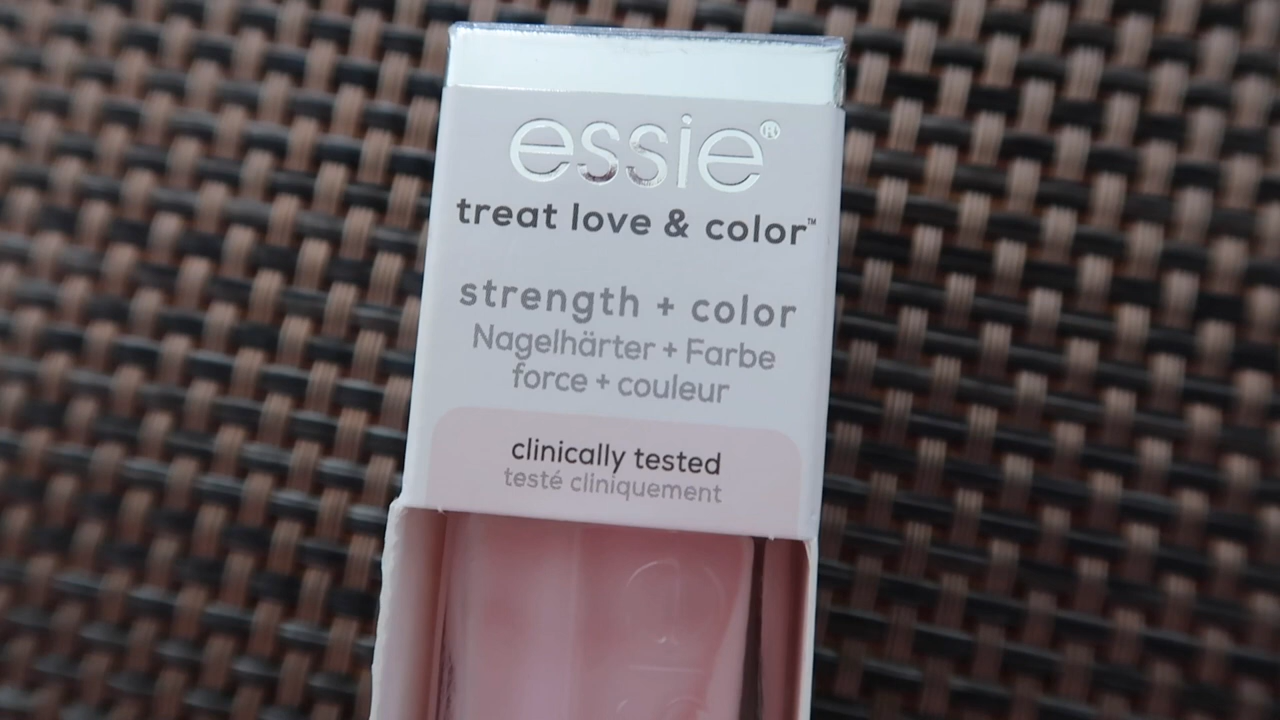 essie®
treat love & color™
strength + color
Nagelhärter + Farbe
force + couleur
clinically tested
testé cliniquement